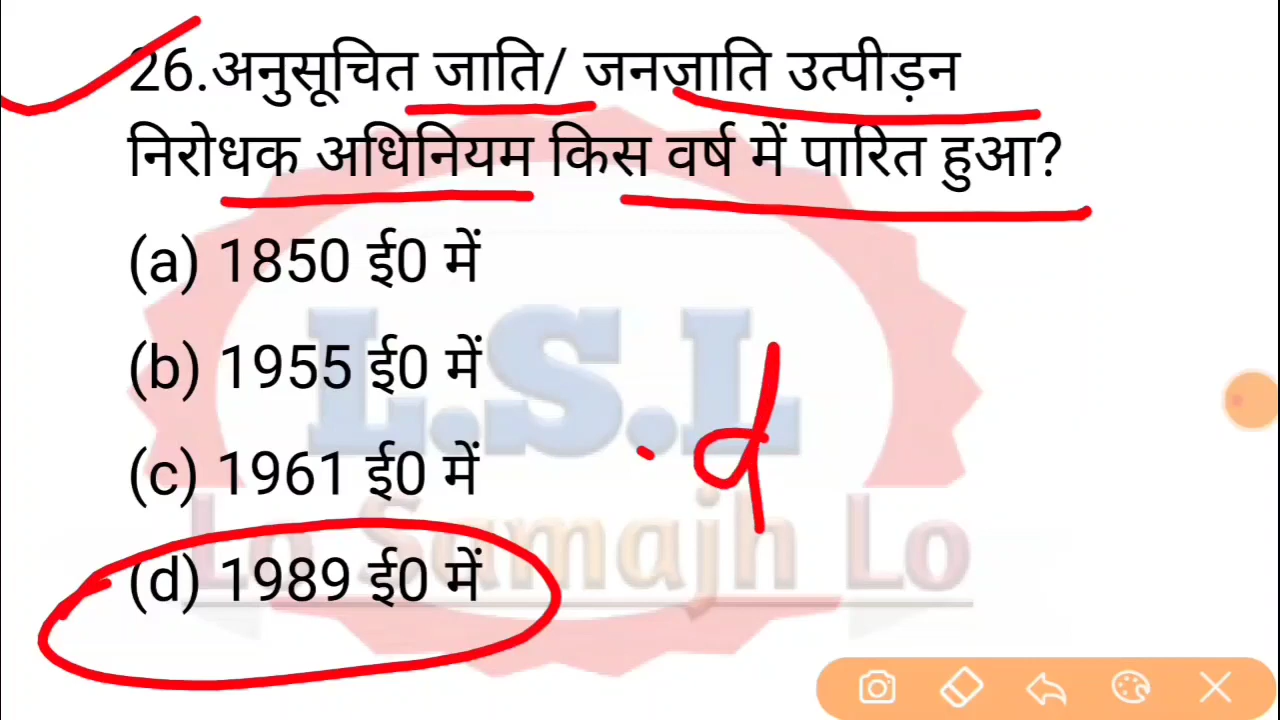 26.अनुसूचित जाति/ जनजाति उत्पीड़न
निरोधक अधिनियम किस वर्ष में पारित हुआ?
(a) 1850 ई0 में
(b) 1955 ई0 में
(c) 1961 ई0 में
(d) 1989 ई0 में
d
L.S.L
Lo Samajh Lo